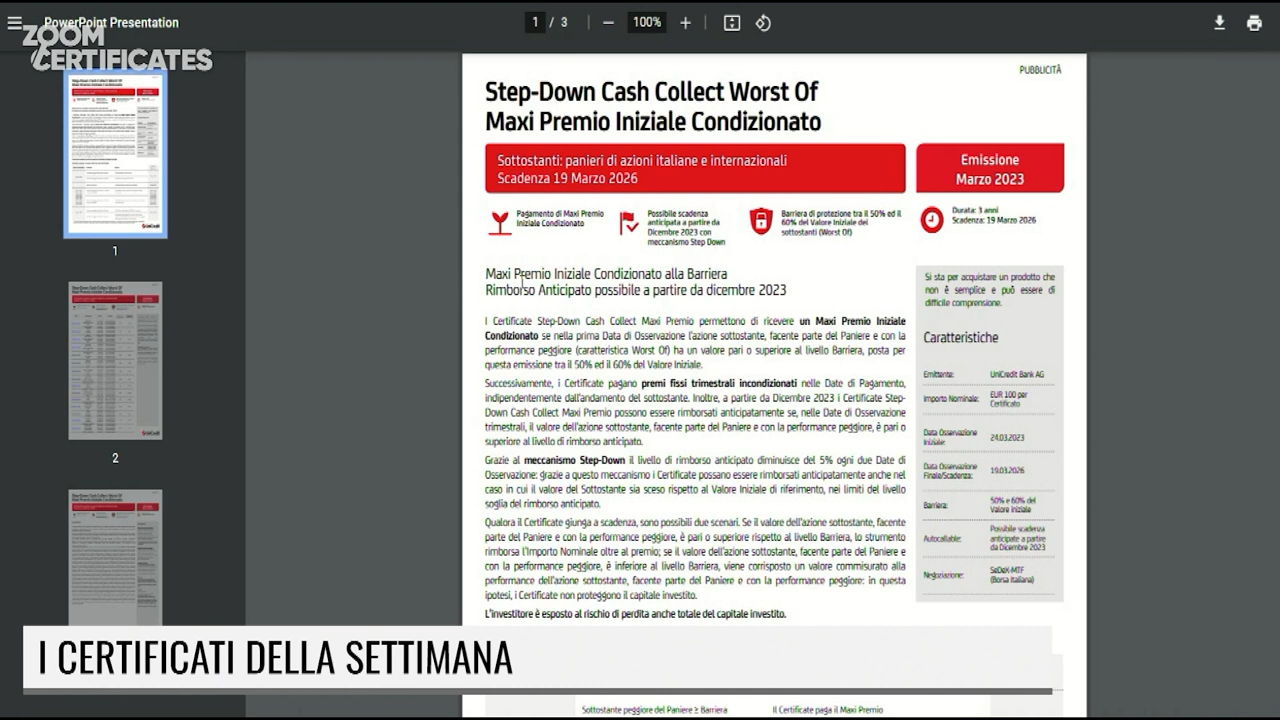 PowerPoint Presentation
1 / 3
100%
ZOOM
CERTIFICATES
1
2
PUBBLICITÀ
Step-Down Cash Collect Worst Of
Maxi Premio Iniziale Condizionato
Sottostanti: panieri di azioni italiane e internazionali
Scadenza 19 Marzo 2026
Emissione
Marzo 2023
Pagamento di Maxi Premio
Iniziale Condizionato
Possibile scadenza
anticipata a partire da
Dicembre 2023 con
meccanismo Step Down
Barriera di protezione tra il 50% ed il
60% del Valore Iniziale del
sottostanti (Worst Of)
Durata: 3 anni
Scadenza: 19 Marzo 2026
Maxi Premio Iniziale Condizionato alla Barriera
Rimborso Anticipato possibile a partire da dicembre 2023
I Certificate Step-Down Cash Collect Maxi Premio permettono di ricevere un Maxi Premio Iniziale
Condizionato se nella prima Data di Osservazione l'azione sottostante, facente parte del Paniere e con la
performance peggiore (caratteristica Worst Of) ha un valore pari o superiore al livello Barriera, posta per
questa emissione tra il 50% ed il 60% del Valore Iniziale.
Successivamente, i Certificate pagano premi fissi trimestrali incondizionati nelle Date di Pagamento,
indipendentemente dall'andamento del sottostante. Inoltre, a partire da Dicembre 2023 i Certificate Step-
Down Cash Collect Maxi Premio possono essere rimborsati anticipatamente se, nelle Date di Osservazione
trimestrali, il valore dell'azione sottostante, facente parte del Paniere e con la performance peggiore, è pari o
superiore al livello di rimborso anticipato.
Grazie al meccanismo Step-Down il livello di rimborso anticipato diminuisce del 5% ogni due Date di
Osservazione: grazie a questo meccanismo i Certificate possono essere rimborsati anticipatamente anche nel
caso in cui il valore del Sottostante sia sceso rispetto al Valore Iniziale di riferimento, nei limiti del livello
soglia del rimborso anticipato.
Qualora il Certificate giunga a scadenza, sono possibili due scenari. Se il valore dell'azione sottostante, facente
parte del Paniere e con la performance peggiore, è pari o superiore rispetto al livello Barriera, lo strumento
rimborsa l'Importo Nominale oltre al premio; se il valore dell'azione sottostante, facente parte del Paniere e
con la performance peggiore, è inferiore al livello Barriera, viene corrisposto un valore commisurato alla
performance dell'azione sottostante, facente parte del Paniere e con la performance peggiore: in questa
ipotesi, i Certificate non proteggono il capitale investito.
L'investitore è esposto al rischio di perdita anche totale del capitale investito.
Si sta per acquistare un prodotto che
non è semplice e può essere di
difficile comprensione.
Caratteristiche
Emittente: UniCredit Bank AG
Importo Nominale: EUR 100 per
Certificato
Data Osservazione
Iniziale: 24.03.2023
Data Osservazione
Finale/Scadenza: 19.03.2026
Barriera: 50% e 60% del
Valore iniziale
Autocallable: Possibile scadenza
anticipate a partire
da Dicembre 2023
Negoziazione: SeDeX-MTF
(Borsa Italiana)
I CERTIFICATI DELLA SETTIMANA
Sottostante peggiore del Paniere ≥ Barriera
Il Certificate paga il Maxi Premio